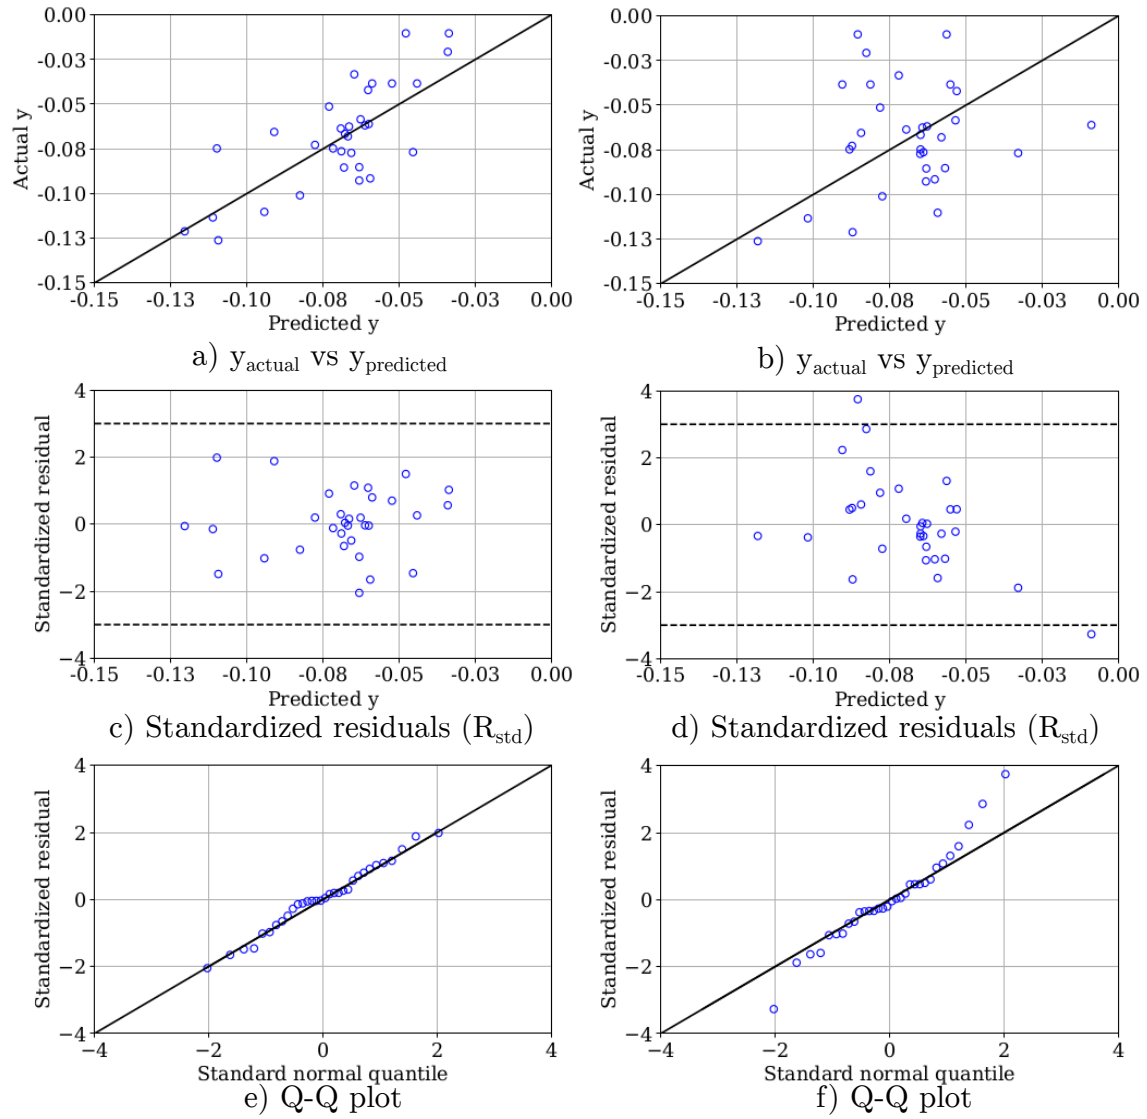 0.00
-0.03
-0.05
-0.08
-0.10
-0.13
-0.15
Actual y
-0.15 -0.13 -0.10 -0.08 -0.05 -0.03 0.00
Predicted y
a) y_actual vs y_predicted
0.00
-0.03
-0.05
-0.08
-0.10
-0.13
-0.15
Actual y
-0.15 -0.13 -0.10 -0.08 -0.05 -0.03 0.00
Predicted y
b) y_actual vs y_predicted
4
2
0
−2
−4
Standardized residual
-0.15 -0.13 -0.10 -0.08 -0.05 -0.03 0.00
Predicted y
c) Standardized residuals (R_std)
4
2
0
−2
−4
Standardized residual
-0.15 -0.13 -0.10 -0.08 -0.05 -0.03 0.00
Predicted y
d) Standardized residuals (R_std)
4
2
0
−2
−4
Standardized residual
−4 −2 0 2 4
Standard normal quantile
e) Q-Q plot
4
2
0
−2
−4
Standardized residual
−4 −2 0 2 4
Standard normal quantile
f) Q-Q plot